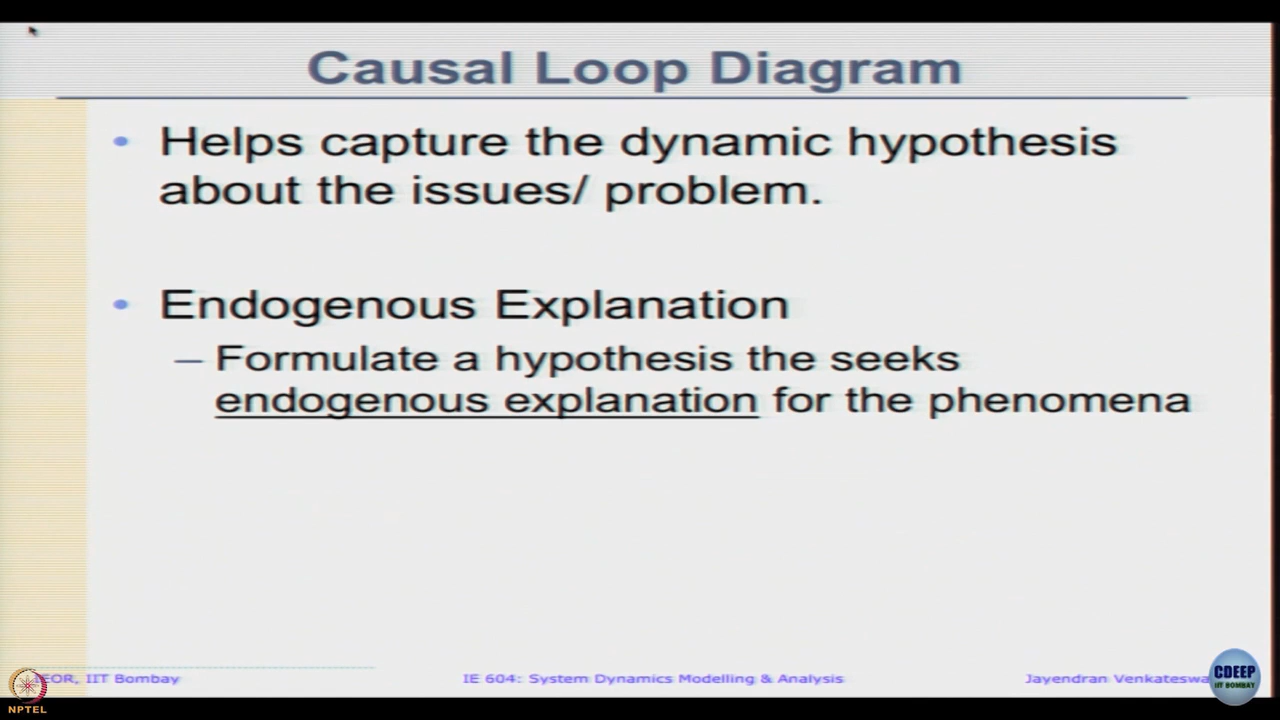 Causal Loop Diagram
• Helps capture the dynamic hypothesis
about the issues/ problem.
• Endogenous Explanation
– Formulate a hypothesis the seeks
endogenous explanation for the phenomena
IEOR, IIT Bombay
IE 604: System Dynamics Modelling & Analysis
Jayendran Venkateswa
CDEEP
IIT BOMBAY
NPTEL